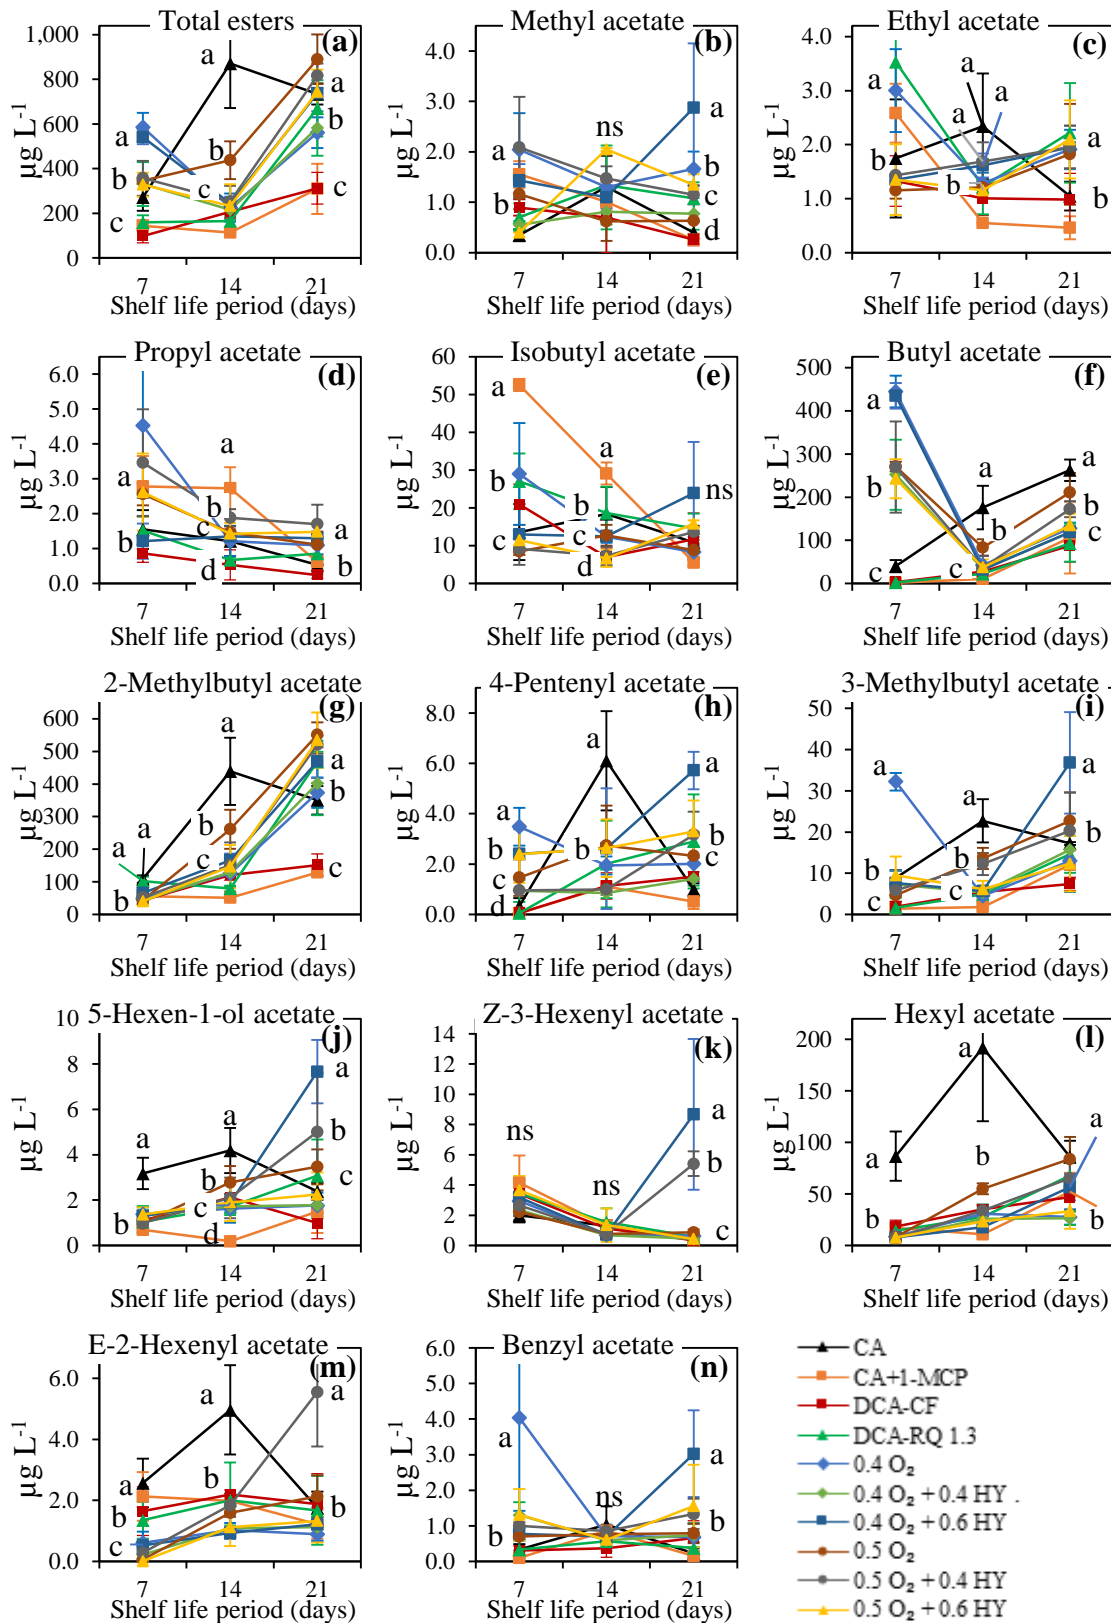 Total esters
(a)
1,000
800
600
400
200
0
µg L-1
a
b
c
a
b
c
a
b
c
7 14 21
Shelf life period (days)
Methyl acetate
(b)
4.0
3.0
2.0
1.0
0.0
µg L-1
a
b
ns
a
b
c
d
7 14 21
Shelf life period (days)
Ethyl acetate
(c)
4.0
3.0
2.0
1.0
0.0
µg L-1
a
b
a
a
a
b
a
b
7 14 21
Shelf life period (days)
Propyl acetate
(d)
6.0
5.0
4.0
3.0
2.0
1.0
0.0
µg L-1
a
b
a
b
c
d
a
b
7 14 21
Shelf life period (days)
Isobutyl acetate
(e)
60
50
40
30
20
10
0
µg L-1
a
b
c
a
b
c
d
ns
7 14 21
Shelf life period (days)
Butyl acetate
(f)
500
400
300
200
100
0
µg L-1
a
b
c
a
b
c
a
b
c
7 14 21
Shelf life period (days)
2-Methylbutyl acetate
(g)
600
500
400
300
200
100
0
µg L-1
a
a
b
a
b
c
a
b
c
7 14 21
Shelf life period (days)
4-Pentenyl acetate
(h)
8.0
6.0
4.0
2.0
0.0
µg L-1
a
b
c
d
a
a
b
c
7 14 21
Shelf life period (days)
3-Methylbutyl acetate
(i)
50
40
30
20
10
0
µg L-1
a
b
c
a
b
c
a
b
c
7 14 21
Shelf life period (days)
5-Hexen-1-ol acetate
(j)
10
8
6
4
2
0
µg L-1
a
b
a
b
c
d
a
b
c
7 14 21
Shelf life period (days)
Z-3-Hexenyl acetate
(k)
14
12
10
8
6
4
2
0
µg L-1
ns
ns
a
b
c
7 14 21
Shelf life period (days)
Hexyl acetate
(l)
200
150
100
50
0
µg L-1
a
b
a
b
a
b
7 14 21
Shelf life period (days)
E-2-Hexenyl acetate
(m)
6.0
4.0
2.0
0.0
µg L-1
a
b
c
a
b
a
b
7 14 21
Shelf life period (days)
Benzyl acetate
(n)
6.0
5.0
4.0
3.0
2.0
1.0
0.0
µg L-1
a
b
ns
a
b
7 14 21
Shelf life period (days)
CA
CA+1-MCP
DCA-CF
DCA-RQ 1.3
0.4 O₂
0.4 O₂ + 0.4 HY .
0.4 O₂ + 0.6 HY
0.5 O₂
0.5 O₂ + 0.4 HY
0.5 O₂ + 0.6 HY